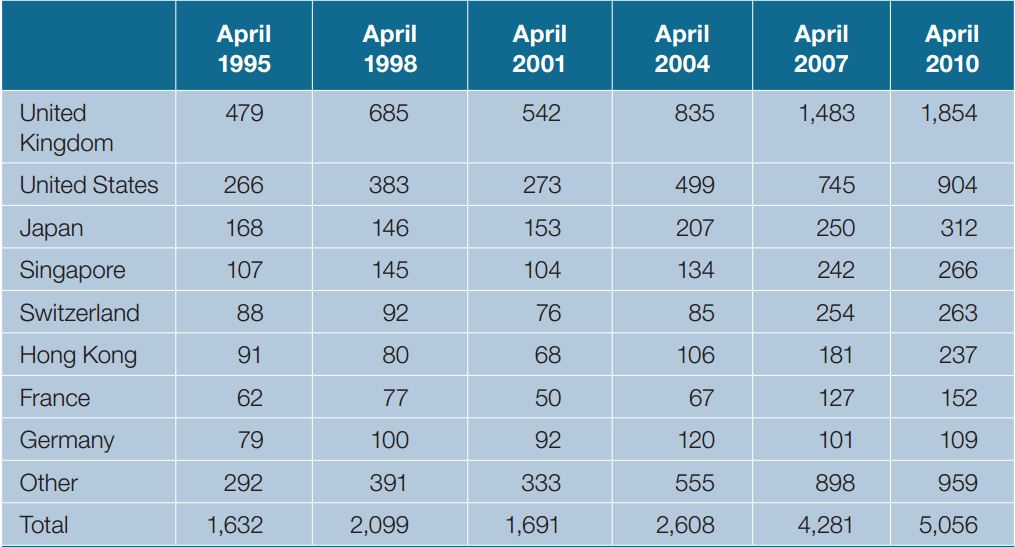 April 1995 April 1998 April 2001 April 2004 April 2007 April 2010
United Kingdom 479 685 542 835 1,483 1,854
United States 266 383 273 499 745 904
Japan 168 146 153 207 250 312
Singapore 107 145 104 134 242 266
Switzerland 88 92 76 85 254 263
Hong Kong 91 80 68 106 181 237
France 62 77 50 67 127 152
Germany 79 100 92 120 101 109
Other 292 391 333 555 898 959
Total 1,632 2,099 1,691 2,608 4,281 5,056